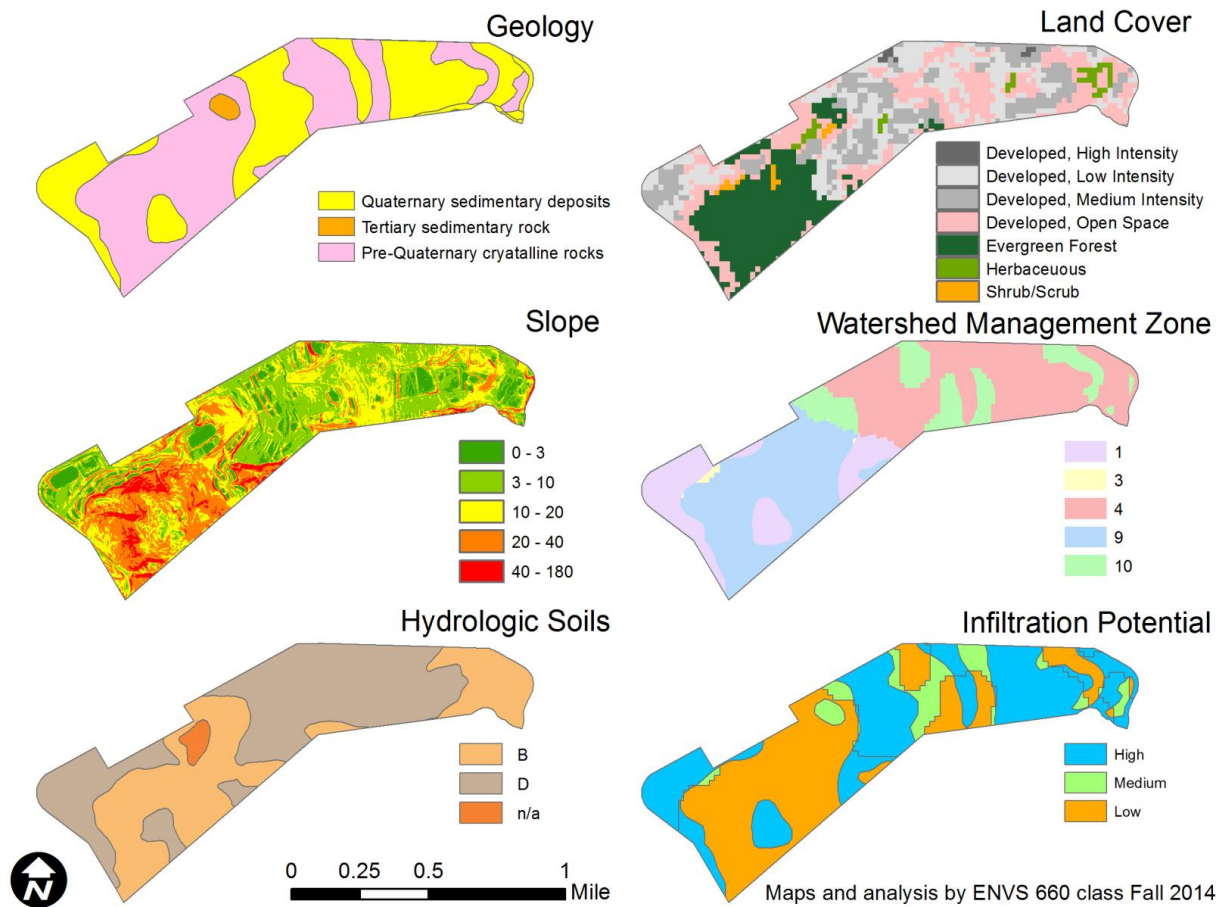 Geology
Quaternary sedimentary deposits
Tertiary sedimentary rock
Pre-Quaternary cryatalline rocks
Land Cover
Developed, High Intensity
Developed, Low Intensity
Developed, Medium Intensity
Developed, Open Space
Evergreen Forest
Herbaceuous
Shrub/Scrub
Slope
0 - 3
3 - 10
10 - 20
20 - 40
40 - 180
Watershed Management Zone
1
3
4
9
10
Hydrologic Soils
B
D
n/a
Infiltration Potential
High
Medium
Low
N
0 0.25 0.5 1
Mile
Maps and analysis by ENVS 660 class Fall 2014